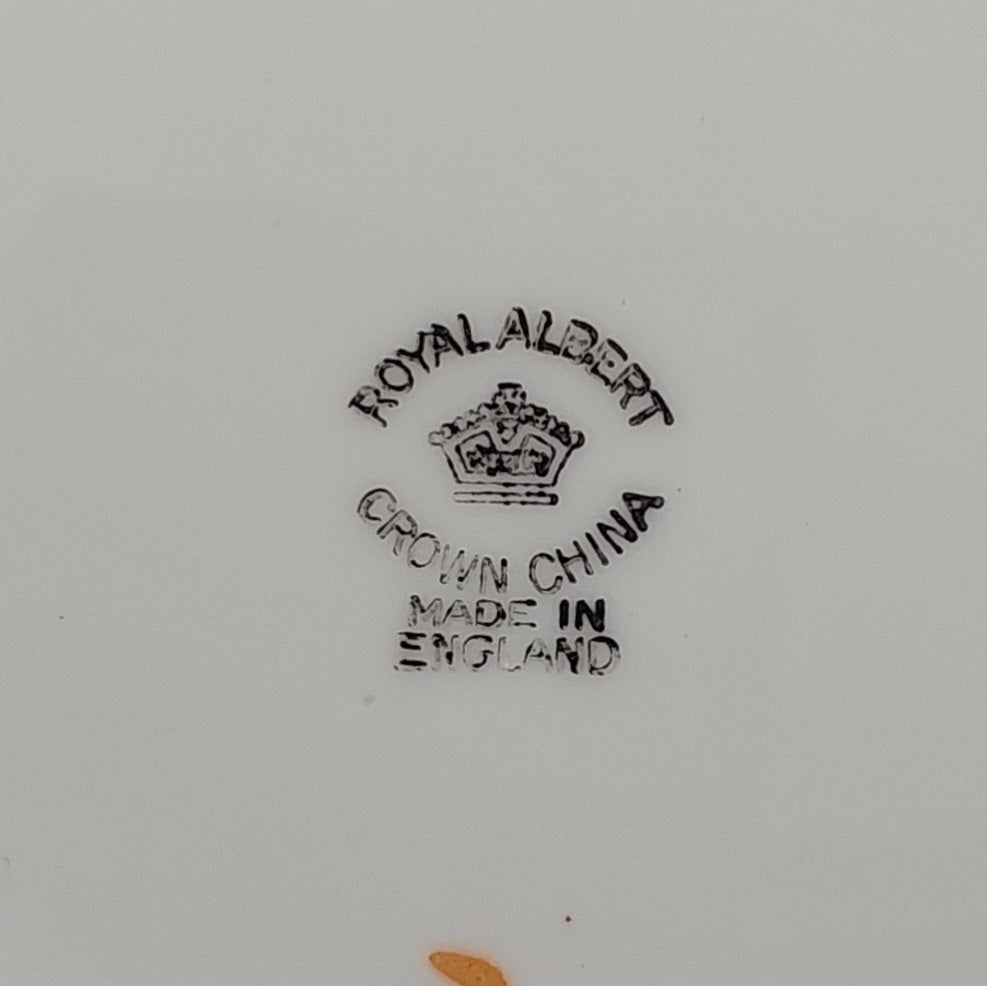 ROYAL ALBERT
CROWN CHINA
MADE IN
ENGLAND